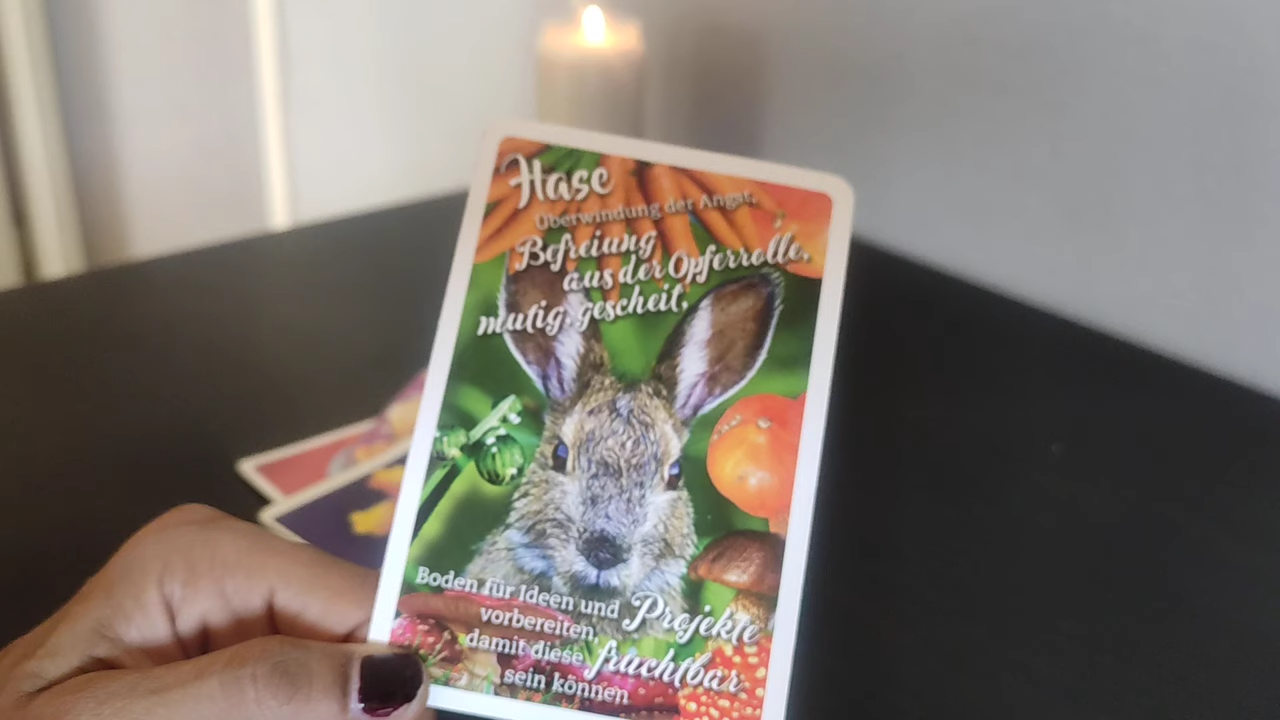 Hase
Überwindung der Angst,
Befreiung
aus der Opferrolle,
mutig, gescheit,
Boden für Ideen und Projekte
vorbereiten,
damit diese fruchtbar
sein können